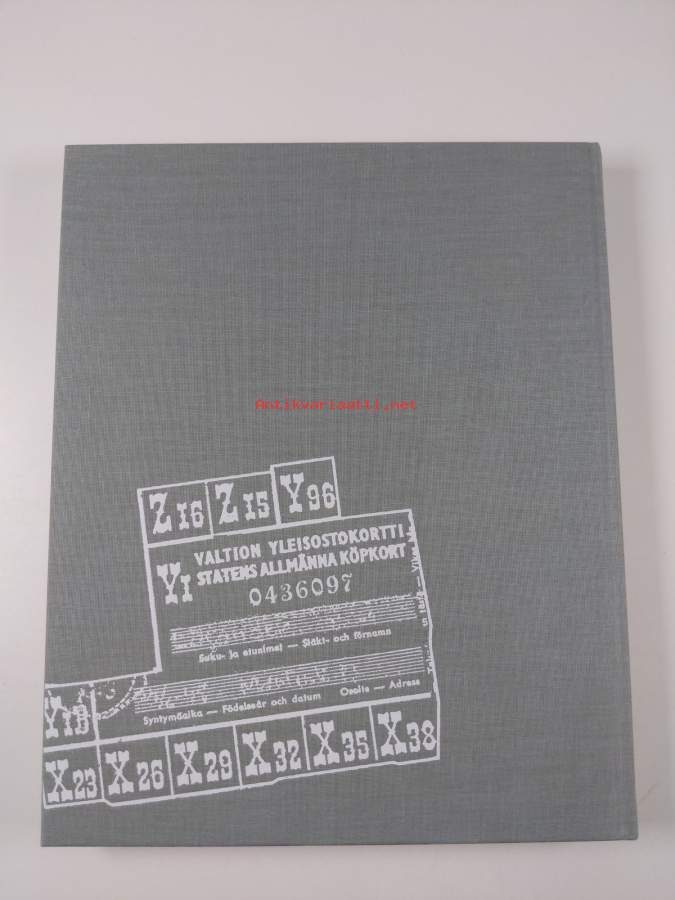 Antikvariaatti.net
Z16 Z15 Y96
Y1 VALTION YLEISOSTOKORTTI
STATENS ALLMÄNNA KÖPKORT
0436097
Suku- ja etunimet — Släkt- och förnamn
Syntymäaika — Födelseår och datum Osoite — Adress
X23 X26 X29 X32 X35 X38